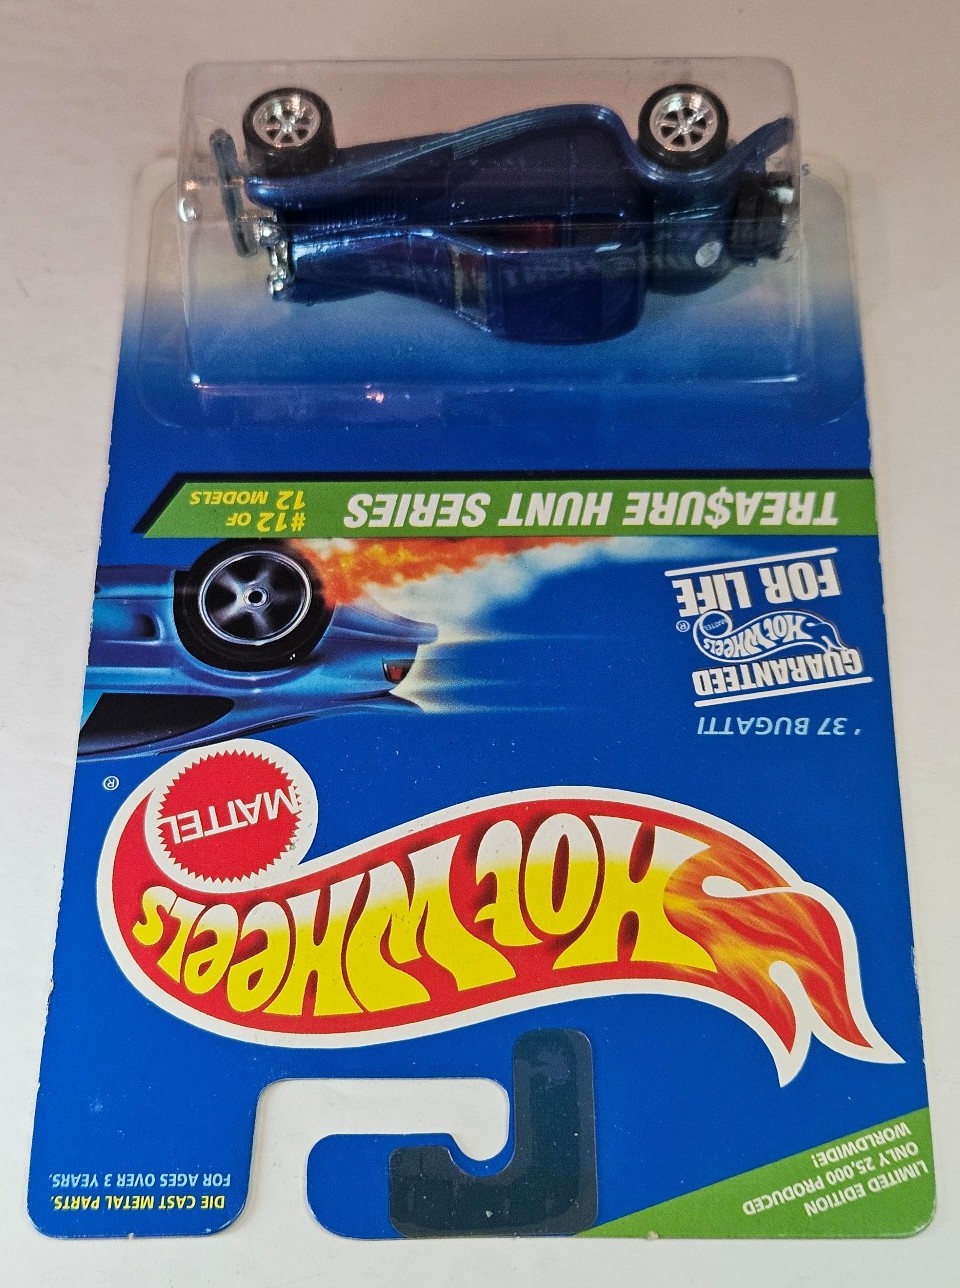 LIMITED EDITION
ONLY 25,000 PRODUCED
WORLDWIDE!
DIE CAST METAL PARTS.
FOR AGES OVER 3 YEARS.
HOT WHEELS
MATTEL
®
'37 BUGATTI
GUARANTEED
HOT WHEELS
MATTEL
®
FOR LIFE
TREA$URE HUNT SERIES
#12 OF
12 MODELS